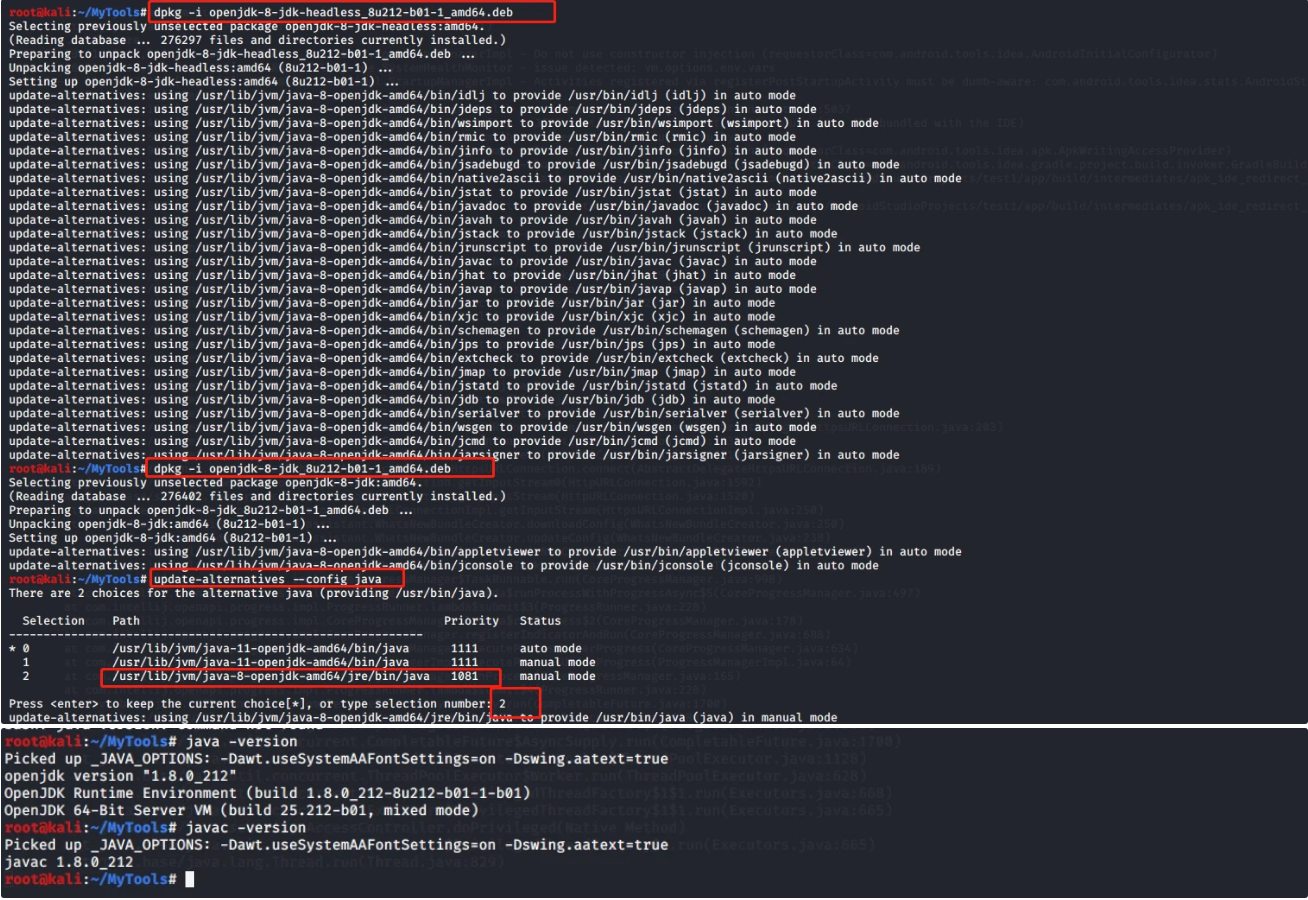 root@kali:~/MyTools# dpkg -i openjdk-8-jdk-headless_8u212-b01-1_amd64.deb
Selecting previously unselected package openjdk-8-jdk-headless:amd64.
(Reading database ... 276297 files and directories currently installed.)
Preparing to unpack openjdk-8-jdk-headless_8u212-b01-1_amd64.deb ...
Unpacking openjdk-8-jdk-headless:amd64 (8u212-b01-1) ...
Setting up openjdk-8-jdk-headless:amd64 (8u212-b01-1) ...
update-alternatives: using /usr/lib/jvm/java-8-openjdk-amd64/bin/idlj to provide /usr/bin/idlj (idlj) in auto mode
update-alternatives: using /usr/lib/jvm/java-8-openjdk-amd64/bin/jdeps to provide /usr/bin/jdeps (jdeps) in auto mode
update-alternatives: using /usr/lib/jvm/java-8-openjdk-amd64/bin/wsimport to provide /usr/bin/wsimport (wsimport) in auto mode
update-alternatives: using /usr/lib/jvm/java-8-openjdk-amd64/bin/rmic to provide /usr/bin/rmic (rmic) in auto mode
update-alternatives: using /usr/lib/jvm/java-8-openjdk-amd64/bin/jinfo to provide /usr/bin/jinfo (jinfo) in auto mode
update-alternatives: using /usr/lib/jvm/java-8-openjdk-amd64/bin/jsadebugd to provide /usr/bin/jsadebugd (jsadebugd) in auto mode
update-alternatives: using /usr/lib/jvm/java-8-openjdk-amd64/bin/native2ascii to provide /usr/bin/native2ascii (native2ascii) in auto mode
update-alternatives: using /usr/lib/jvm/java-8-openjdk-amd64/bin/jstat to provide /usr/bin/jstat (jstat) in auto mode
update-alternatives: using /usr/lib/jvm/java-8-openjdk-amd64/bin/javadoc to provide /usr/bin/javadoc (javadoc) in auto mode
update-alternatives: using /usr/lib/jvm/java-8-openjdk-amd64/bin/javah to provide /usr/bin/javah (javah) in auto mode
update-alternatives: using /usr/lib/jvm/java-8-openjdk-amd64/bin/jstack to provide /usr/bin/jstack (jstack) in auto mode
update-alternatives: using /usr/lib/jvm/java-8-openjdk-amd64/bin/jrunscript to provide /usr/bin/jrunscript (jrunscript) in auto mode
update-alternatives: using /usr/lib/jvm/java-8-openjdk-amd64/bin/javac to provide /usr/bin/javac (javac) in auto mode
update-alternatives: using /usr/lib/jvm/java-8-openjdk-amd64/bin/jhat to provide /usr/bin/jhat (jhat) in auto mode
update-alternatives: using /usr/lib/jvm/java-8-openjdk-amd64/bin/javap to provide /usr/bin/javap (javap) in auto mode
update-alternatives: using /usr/lib/jvm/java-8-openjdk-amd64/bin/jar to provide /usr/bin/jar (jar) in auto mode
update-alternatives: using /usr/lib/jvm/java-8-openjdk-amd64/bin/xjc to provide /usr/bin/xjc (xjc) in auto mode
update-alternatives: using /usr/lib/jvm/java-8-openjdk-amd64/bin/schemagen to provide /usr/bin/schemagen (schemagen) in auto mode
update-alternatives: using /usr/lib/jvm/java-8-openjdk-amd64/bin/jps to provide /usr/bin/jps (jps) in auto mode
update-alternatives: using /usr/lib/jvm/java-8-openjdk-amd64/bin/extcheck to provide /usr/bin/extcheck (extcheck) in auto mode
update-alternatives: using /usr/lib/jvm/java-8-openjdk-amd64/bin/jmap to provide /usr/bin/jmap (jmap) in auto mode
update-alternatives: using /usr/lib/jvm/java-8-openjdk-amd64/bin/jstatd to provide /usr/bin/jstatd (jstatd) in auto mode
update-alternatives: using /usr/lib/jvm/java-8-openjdk-amd64/bin/jdb to provide /usr/bin/jdb (jdb) in auto mode
update-alternatives: using /usr/lib/jvm/java-8-openjdk-amd64/bin/serialver to provide /usr/bin/serialver (serialver) in auto mode
update-alternatives: using /usr/lib/jvm/java-8-openjdk-amd64/bin/wsgen to provide /usr/bin/wsgen (wsgen) in auto mode
update-alternatives: using /usr/lib/jvm/java-8-openjdk-amd64/bin/jcmd to provide /usr/bin/jcmd (jcmd) in auto mode
update-alternatives: using /usr/lib/jvm/java-8-openjdk-amd64/bin/jarsigner to provide /usr/bin/jarsigner (jarsigner) in auto mode
root@kali:~/MyTools# dpkg -i openjdk-8-jdk_8u212-b01-1_amd64.deb
Selecting previously unselected package openjdk-8-jdk:amd64.
(Reading database ... 276402 files and directories currently installed.)
Preparing to unpack openjdk-8-jdk_8u212-b01-1_amd64.deb ...
Unpacking openjdk-8-jdk:amd64 (8u212-b01-1) ...
Setting up openjdk-8-jdk:amd64 (8u212-b01-1) ...
update-alternatives: using /usr/lib/jvm/java-8-openjdk-amd64/bin/appletviewer to provide /usr/bin/appletviewer (appletviewer) in auto mode
update-alternatives: using /usr/lib/jvm/java-8-openjdk-amd64/bin/jconsole to provide /usr/bin/jconsole (jconsole) in auto mode
root@kali:~/MyTools# update-alternatives --config java
There are 2 choices for the alternative java (providing /usr/bin/java).
Selection Path Priority Status
------------------------------------------------------------
* 0 /usr/lib/jvm/java-11-openjdk-amd64/bin/java 1111 auto mode
1 /usr/lib/jvm/java-11-openjdk-amd64/bin/java 1111 manual mode
2 /usr/lib/jvm/java-8-openjdk-amd64/jre/bin/java 1081 manual mode
Press <enter> to keep the current choice[*], or type selection number: 2
update-alternatives: using /usr/lib/jvm/java-8-openjdk-amd64/jre/bin/java to provide /usr/bin/java (java) in manual mode
root@kali:~/MyTools# java -version
Picked up _JAVA_OPTIONS: -Dawt.useSystemAAFontSettings=on -Dswing.aatext=true
openjdk version "1.8.0_212"
OpenJDK Runtime Environment (build 1.8.0_212-8u212-b01-1-b01)
OpenJDK 64-Bit Server VM (build 25.212-b01, mixed mode)
root@kali:~/MyTools# javac -version
Picked up _JAVA_OPTIONS: -Dawt.useSystemAAFontSettings=on -Dswing.aatext=true
javac 1.8.0_212
root@kali:~/MyTools#